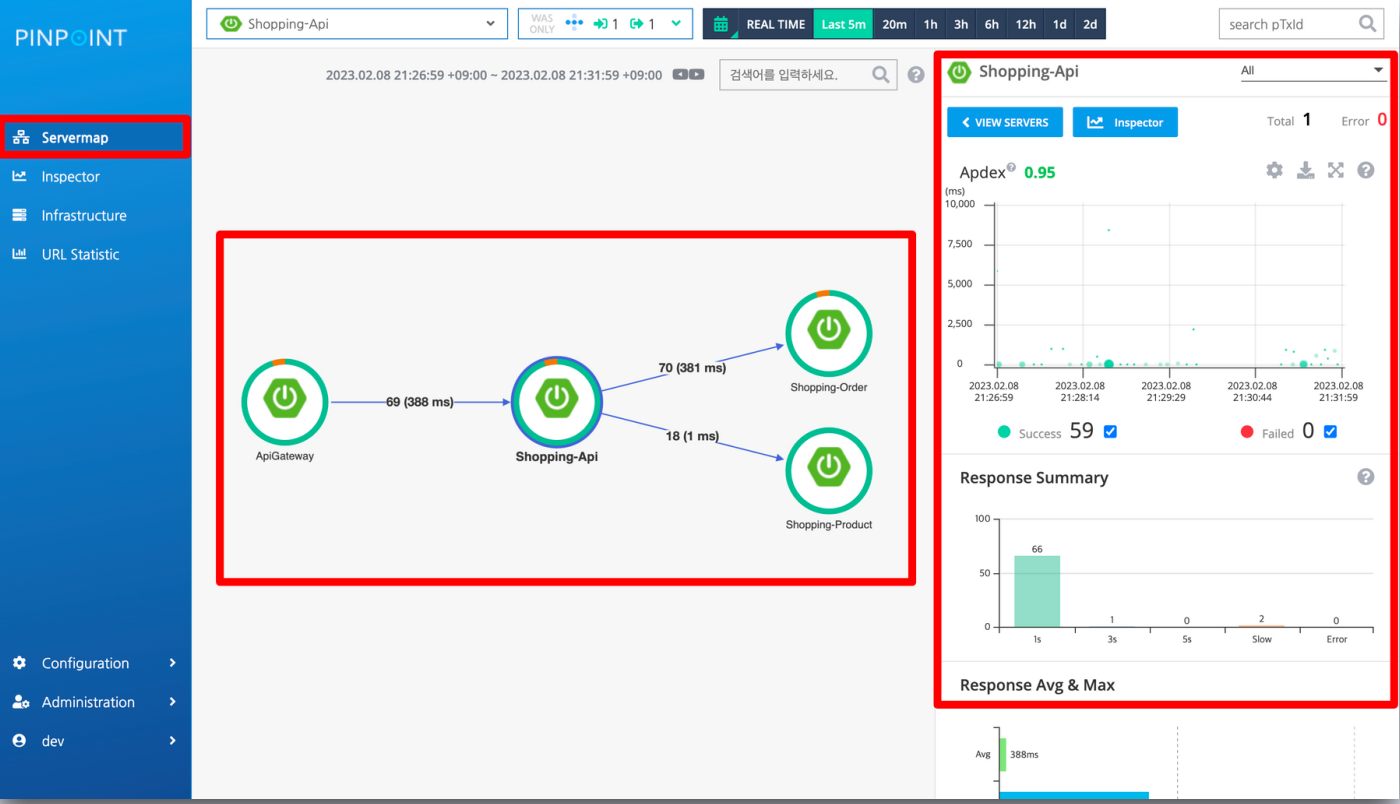 PINPOINT
Servermap
Inspector
Infrastructure
URL Statistic
Configuration
Administration
dev
Shopping-Api
WAS ONLY 1 1
REAL TIME Last 5m 20m 1h 3h 6h 12h 1d 2d
search pTxId
2023.02.08 21:26:59 +09:00 ~ 2023.02.08 21:31:59 +09:00
검색어를 입력하세요.
ApiGateway
69 (388 ms)
Shopping-Api
70 (381 ms)
Shopping-Order
18 (1 ms)
Shopping-Product
Shopping-Api
All
VIEW SERVERS
Inspector
Total 1 Error 0
Apdex 0.95
(ms)
10,000
7,500
5,000
2,500
0
2023.02.08 2023.02.08 2023.02.08 2023.02.08 2023.02.08
21:26:59 21:28:14 21:29:29 21:30:44 21:31:59
Success 59 Failed 0
Response Summary
100
50
0
66 1 0 2 0
1s 3s 5s Slow Error
Response Avg & Max
Avg 388ms